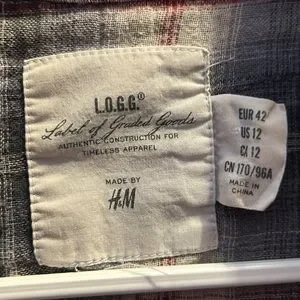 L.O.G.G.®
Label of Graded Goods
AUTHENTIC CONSTRUCTION FOR
TIMELESS APPAREL
MADE BY
H&M
EUR 42
US 12
CA 12
CN 170/96A
MADE IN
CHINA